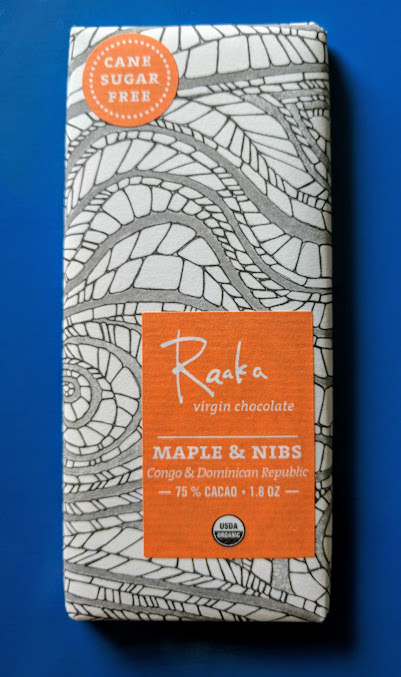 CANE
SUGAR
FREE
Raaka
virgin chocolate
MAPLE & NIBS
Congo & Dominican Republic
75 % CACAO • 1.8 OZ
USDA
ORGANIC